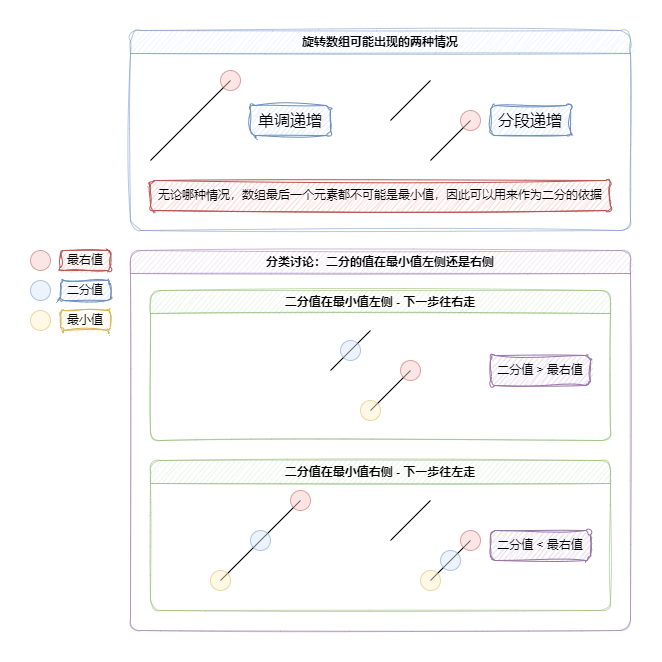 旋转数组可能出现的两种情况
单调递增
分段递增
无论哪种情况，数组最后一个元素都不可能是最小值，因此可以用来作为二分的依据
最右值
二分值
最小值
分类讨论：二分的值在最小值左侧还是右侧
二分值在最小值左侧 - 下一步往右走
二分值 > 最右值
二分值在最小值右侧 - 下一步往左走
二分值 < 最右值